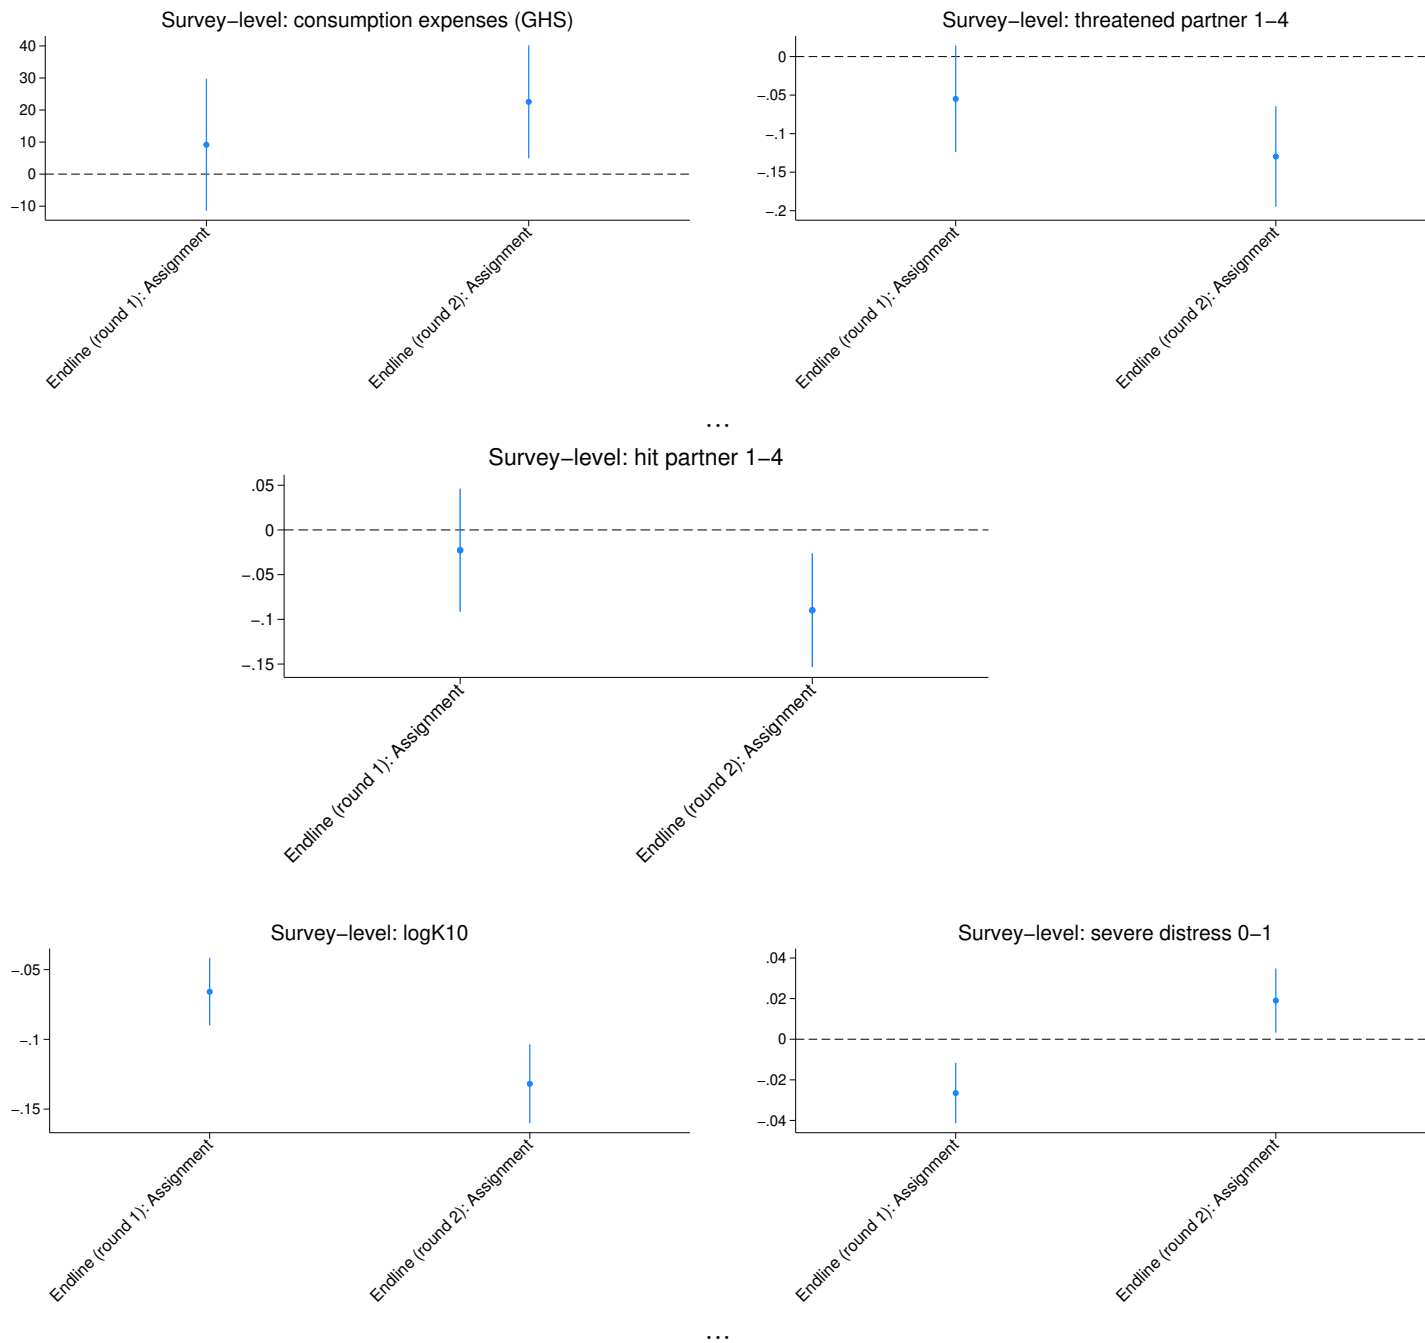 Survey−level: consumption expenses (GHS)
40
30
20
10
0
−10
Endline (round 1): Assignment
Endline (round 2): Assignment
Survey−level: threatened partner 1−4
0
−.05
−.1
−.15
−.2
Endline (round 1): Assignment
Endline (round 2): Assignment
...
Survey−level: hit partner 1−4
.05
0
−.05
−.1
−.15
Endline (round 1): Assignment
Endline (round 2): Assignment
Survey−level: logK10
−.05
−.1
−.15
Endline (round 1): Assignment
Endline (round 2): Assignment
Survey−level: severe distress 0−1
.04
.02
0
−.02
−.04
Endline (round 1): Assignment
Endline (round 2): Assignment
...